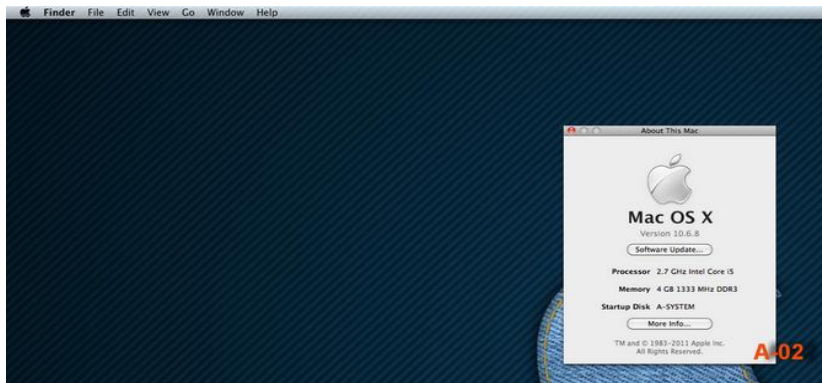 Finder File Edit View Go Window Help
About This Mac
Mac OS X
Version 10.6.8
Software Update...
Processor 2.7 GHz Intel Core i5
Memory 4 GB 1333 MHz DDR3
Startup Disk A-SYSTEM
More Info...
TM and © 1983-2011 Apple Inc.
All Rights Reserved.
A-02